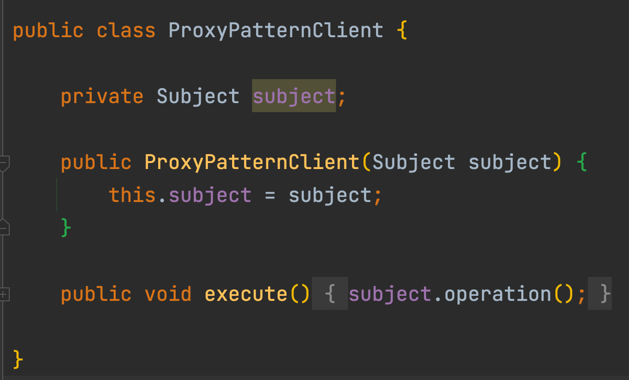 public class ProxyPatternClient {
private Subject subject;
public ProxyPatternClient(Subject subject) {
this.subject = subject;
}
public void execute() { subject.operation(); }
}